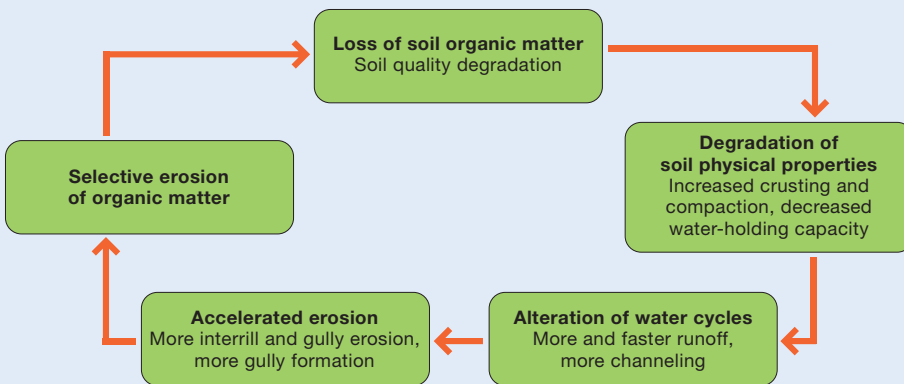 Loss of soil organic matter
Soil quality degradation
Degradation of
soil physical properties
Increased crusting and
compaction, decreased
water-holding capacity
Alteration of water cycles
More and faster runoff,
more channeling
Accelerated erosion
More interrill and gully erosion,
more gully formation
Selective erosion
of organic matter